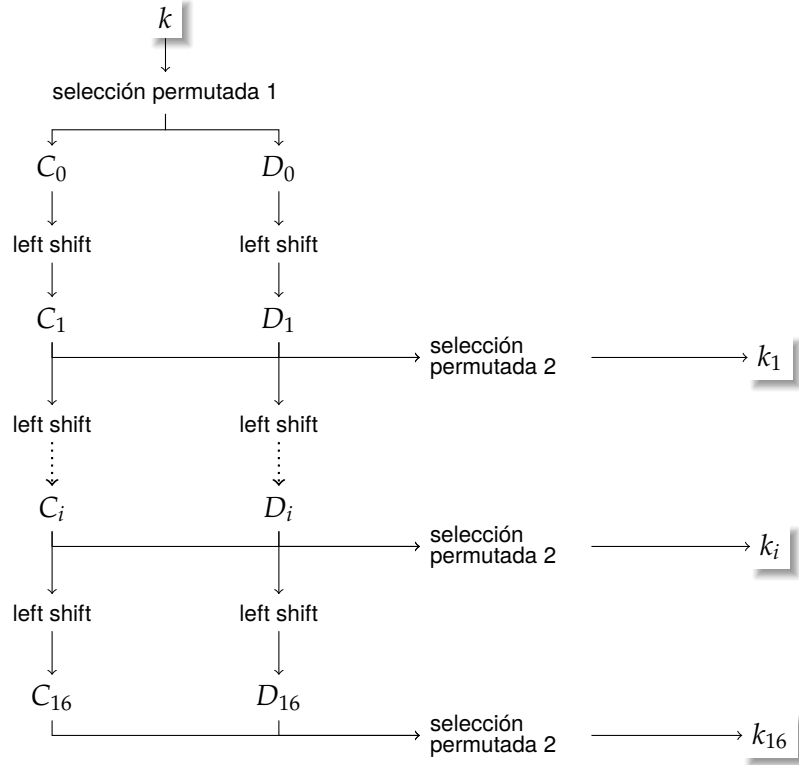 k
selección permutada 1
C₀ D₀
left shift left shift
C₁ D₁
selección
permutada 2
k₁
left shift left shift
Cᵢ Dᵢ
selección
permutada 2
kᵢ
left shift left shift
C₁₆ D₁₆
selección
permutada 2
k₁₆